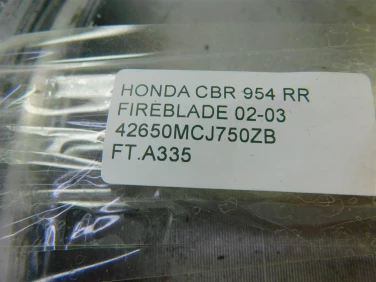 HONDA CBR 954 RR
FIREBLADE 02-03
42650MCJ750ZB
FT.A335